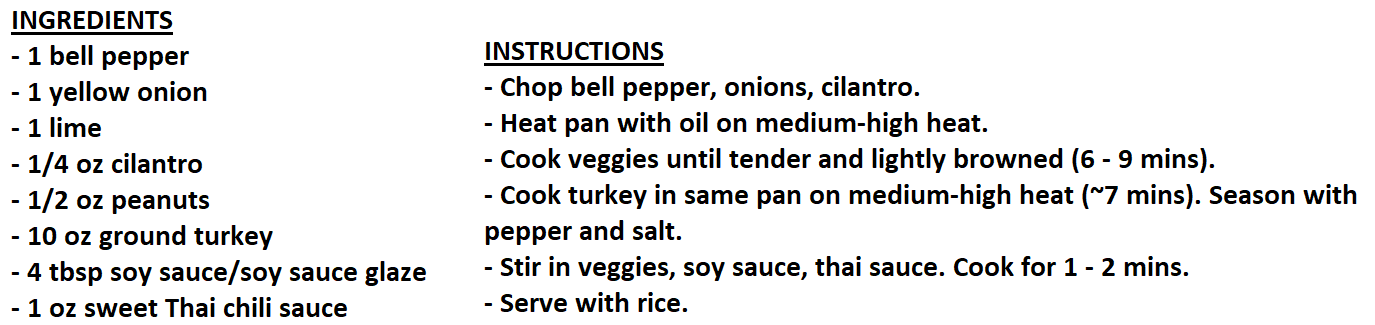 INGREDIENTS
- 1 bell pepper
- 1 yellow onion
- 1 lime
- 1/4 oz cilantro
- 1/2 oz peanuts
- 10 oz ground turkey
- 4 tbsp soy sauce/soy sauce glaze
- 1 oz sweet Thai chili sauce
INSTRUCTIONS
- Chop bell pepper, onions, cilantro.
- Heat pan with oil on medium-high heat.
- Cook veggies until tender and lightly browned (6 - 9 mins).
- Cook turkey in same pan on medium-high heat (~7 mins). Season with
pepper and salt.
- Stir in veggies, soy sauce, thai sauce. Cook for 1 - 2 mins.
- Serve with rice.